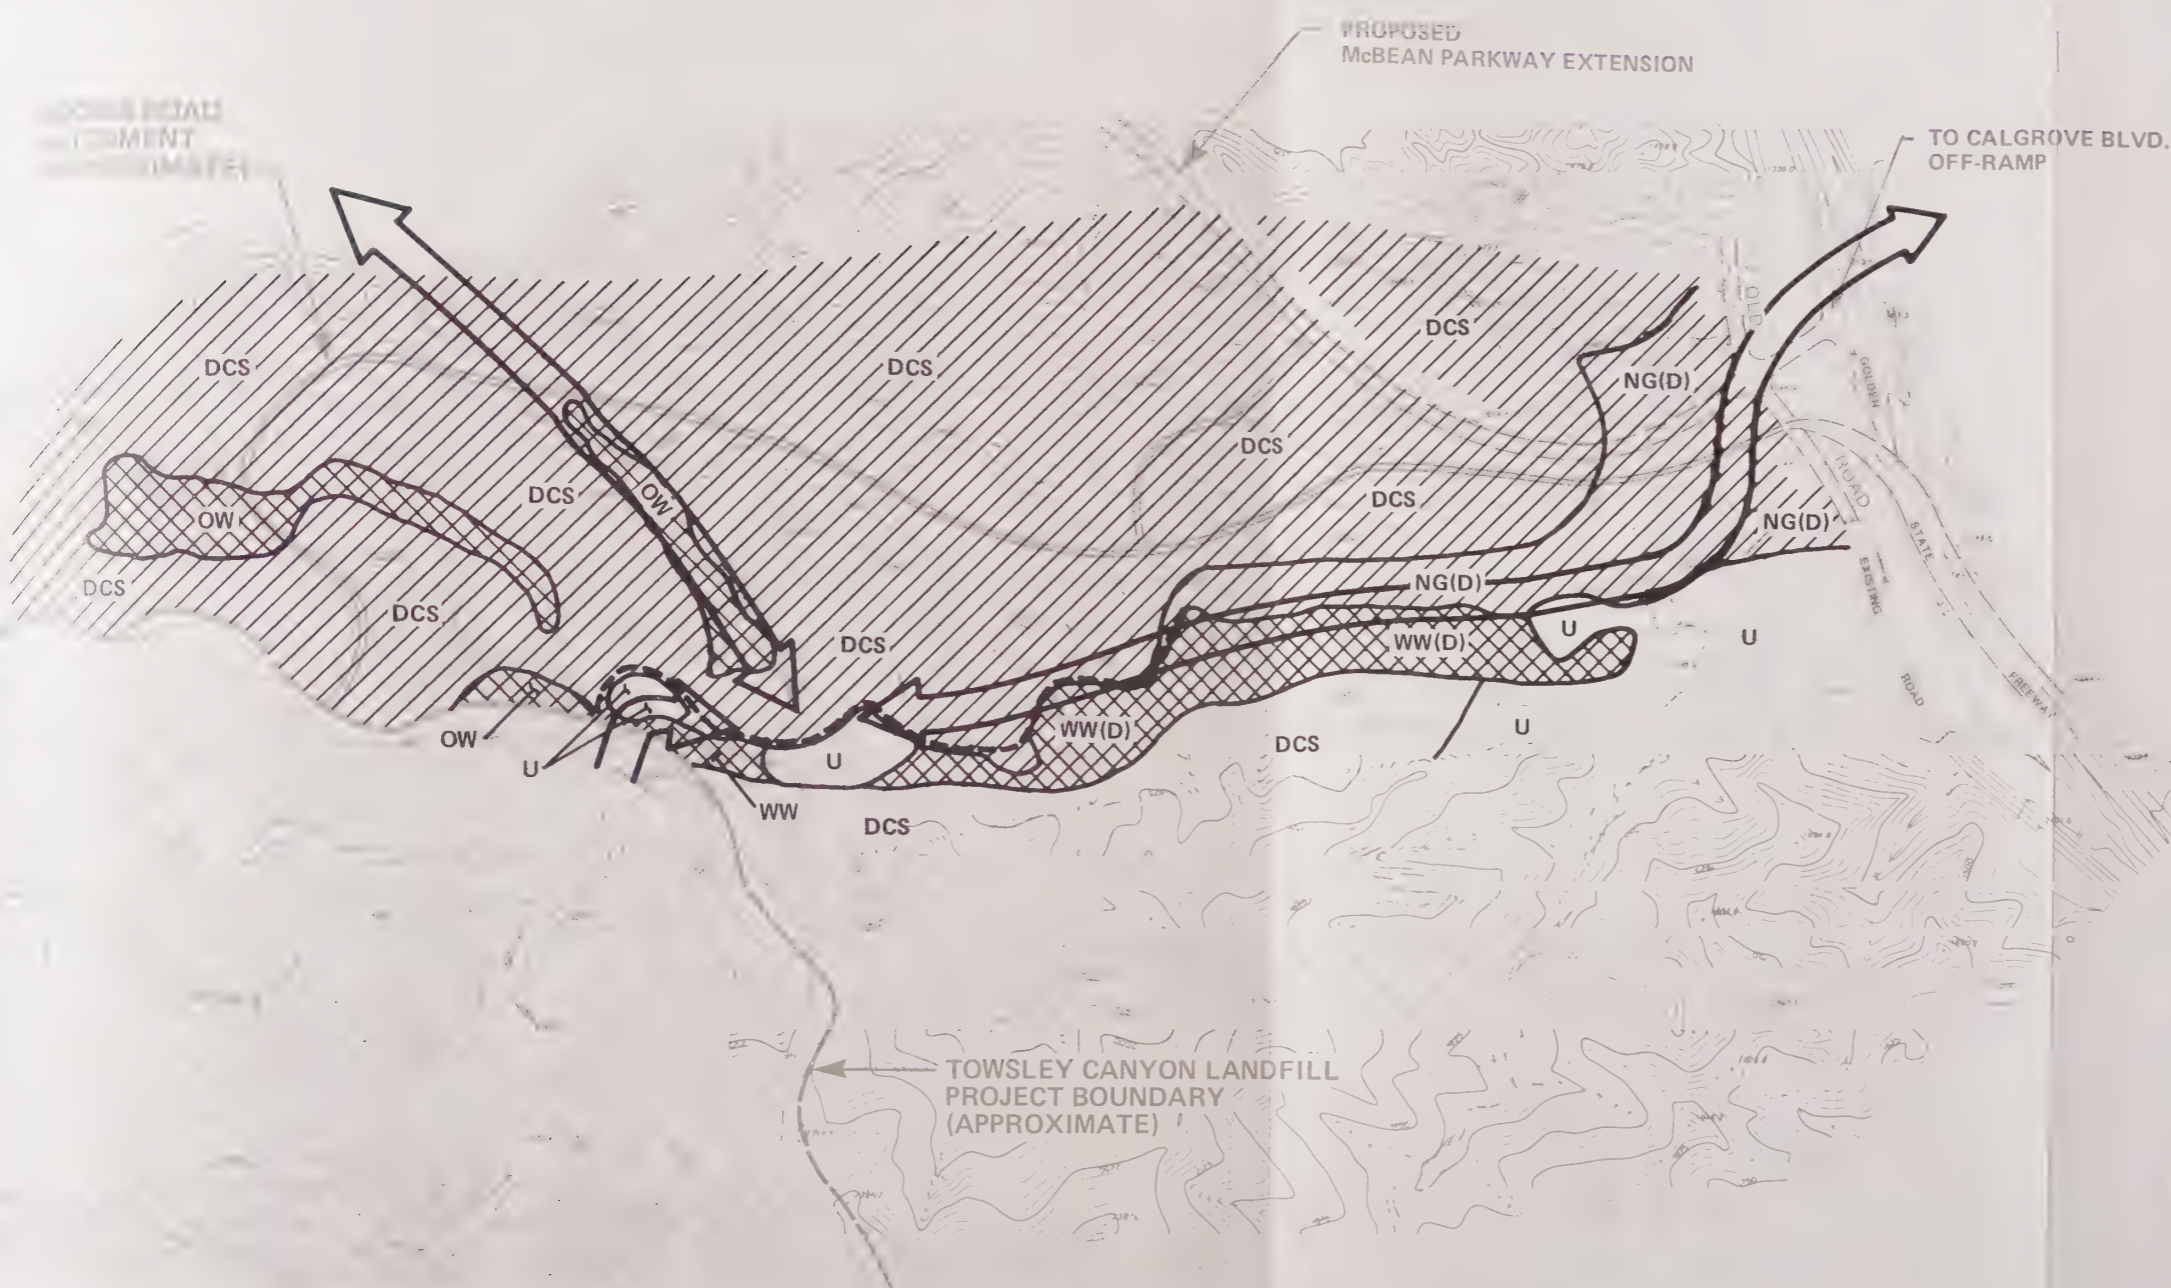 PROPOSED
McBEAN PARKWAY EXTENSION
ROAD
TO CALGROVE BLVD.
OFF-RAMP
OLD
DCS
DCS
DCS
NG(D)
GOLDEN
DCS
DCS
OW
DCS
OW
ROAD
NG(D)
STATE
DCS
DCS
NG(D)
EXISTING
DCS
WW(D)
U
U
ROAD
FREEWAY
OW
U
U
WW(D)
DCS
U
WW
DCS
TOWSLEY CANYON LANDFILL
PROJECT BOUNDARY
(APPROXIMATE)